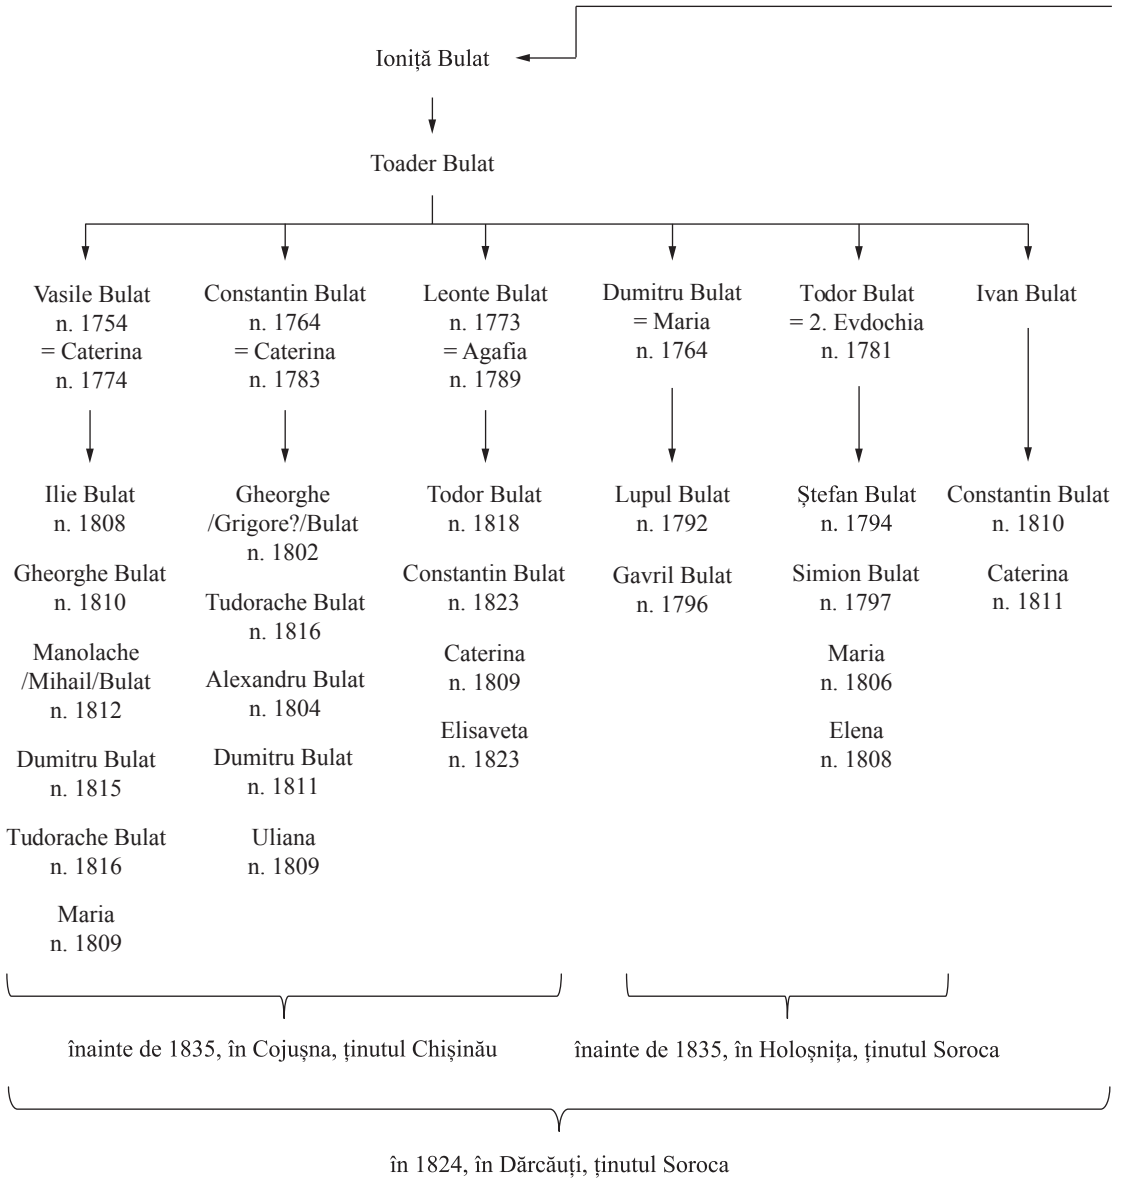 Ioniță Bulat
Toader Bulat
Vasile Bulat
n. 1754
= Caterina
n. 1774
Constantin Bulat
n. 1764
= Caterina
n. 1783
Leonte Bulat
n. 1773
= Agafia
n. 1789
Dumitru Bulat
= Maria
n. 1764
Todor Bulat
= 2. Evdochia
n. 1781
Ivan Bulat
Ilie Bulat
n. 1808
Gheorghe Bulat
n. 1810
Manolache
/Mihail/Bulat
n. 1812
Dumitru Bulat
n. 1815
Tudorache Bulat
n. 1816
Maria
n. 1809
Gheorghe
/Grigore?/Bulat
n. 1802
Tudorache Bulat
n. 1816
Alexandru Bulat
n. 1804
Dumitru Bulat
n. 1811
Uliana
n. 1809
Todor Bulat
n. 1818
Constantin Bulat
n. 1823
Caterina
n. 1809
Elisaveta
n. 1823
Lupul Bulat
n. 1792
Gavril Bulat
n. 1796
Ștefan Bulat
n. 1794
Simion Bulat
n. 1797
Maria
n. 1806
Elena
n. 1808
Constantin Bulat
n. 1810
Caterina
n. 1811
înainte de 1835, în Cojușna, ținutul Chișinău
înainte de 1835, în Holoșnița, ținutul Soroca
în 1824, în Dărcăuți, ținutul Soroca